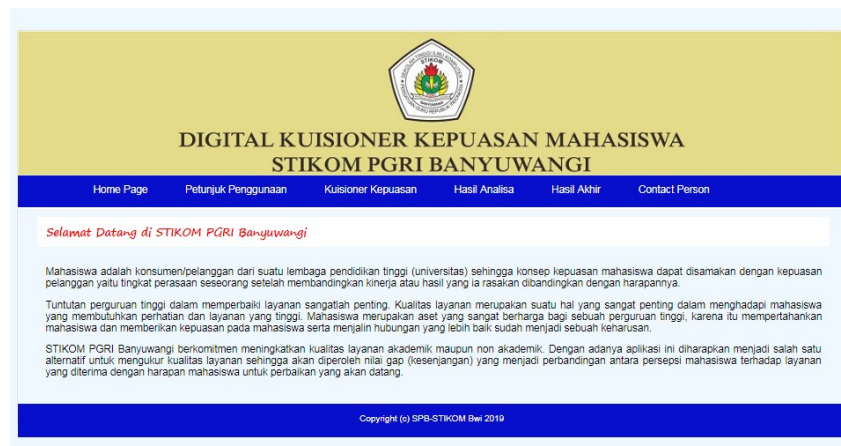 STIKOM
BANYUWANGI
DIGITAL KUISIONER KEPUASAN MAHASISWA
STIKOM PGRI BANYUWANGI
Home Page Petunjuk Penggunaan Kuisioner Kepuasan Hasil Analisa Hasil Akhir Contact Person
Selamat Datang di STIKOM PGRI Banyuwangi
Mahasiswa adalah konsumen/pelanggan dari suatu lembaga pendidikan tinggi (universitas) sehingga konsep kepuasan mahasiswa dapat disamakan dengan kepuasan
pelanggan yaitu tingkat perasaan seseorang setelah membandingkan kinerja atau hasil yang ia rasakan dibandingkan dengan harapannya.
Tuntutan perguruan tinggi dalam memperbaiki layanan sangatlah penting. Kualitas layanan merupakan suatu hal yang sangat penting dalam menghadapi mahasiswa
yang membutuhkan perhatian dan layanan yang tinggi. Mahasiswa merupakan aset yang sangat berharga bagi sebuah perguruan tinggi, karena itu mempertahankan
mahasiswa dan memberikan kepuasan pada mahasiswa serta menjalin hubungan yang lebih baik sudah menjadi sebuah keharusan.
STIKOM PGRI Banyuwangi berkomitmen meningkatkan kualitas layanan akademik maupun non akademik. Dengan adanya aplikasi ini diharapkan menjadi salah satu
alternatif untuk mengukur kualitas layanan sehingga akan diperoleh nilai gap (kesenjangan) yang menjadi perbandingan antara persepsi mahasiswa terhadap layanan
yang diterima dengan harapan mahasiswa untuk perbaikan yang akan datang.
Copyright (c) SPB-STIKOM Bwi 2019